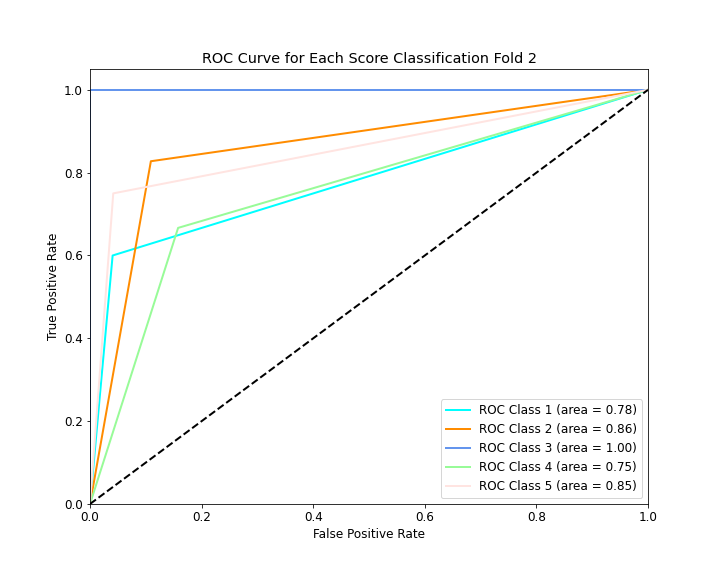 ROC Curve for Each Score Classification Fold 2
True Positive Rate
1.0
0.8
0.6
0.4
0.2
0.0
ROC Class 1 (area = 0.78)
ROC Class 2 (area = 0.86)
ROC Class 3 (area = 1.00)
ROC Class 4 (area = 0.75)
ROC Class 5 (area = 0.85)
0.0 0.2 0.4 0.6 0.8 1.0
False Positive Rate